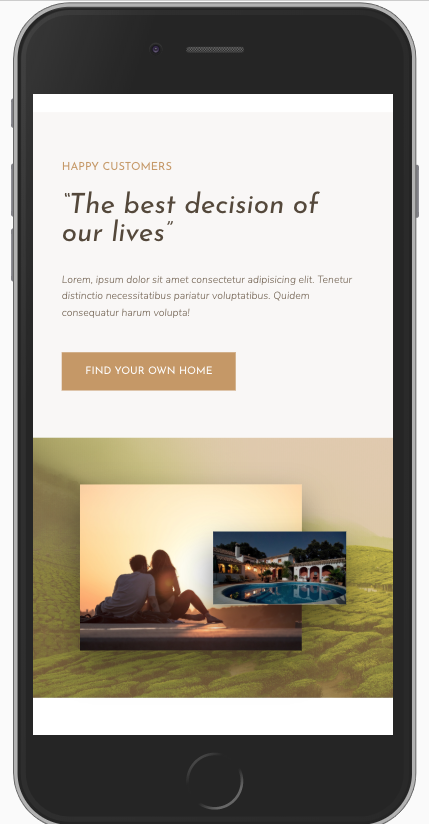 HAPPY CUSTOMERS
“The best decision of
our lives”
Lorem, ipsum dolor sit amet consectetur adipisicing elit. Tenetur
distinctio necessitatibus pariatur voluptatibus. Quidem
consequatur harum volupta!
FIND YOUR OWN HOME